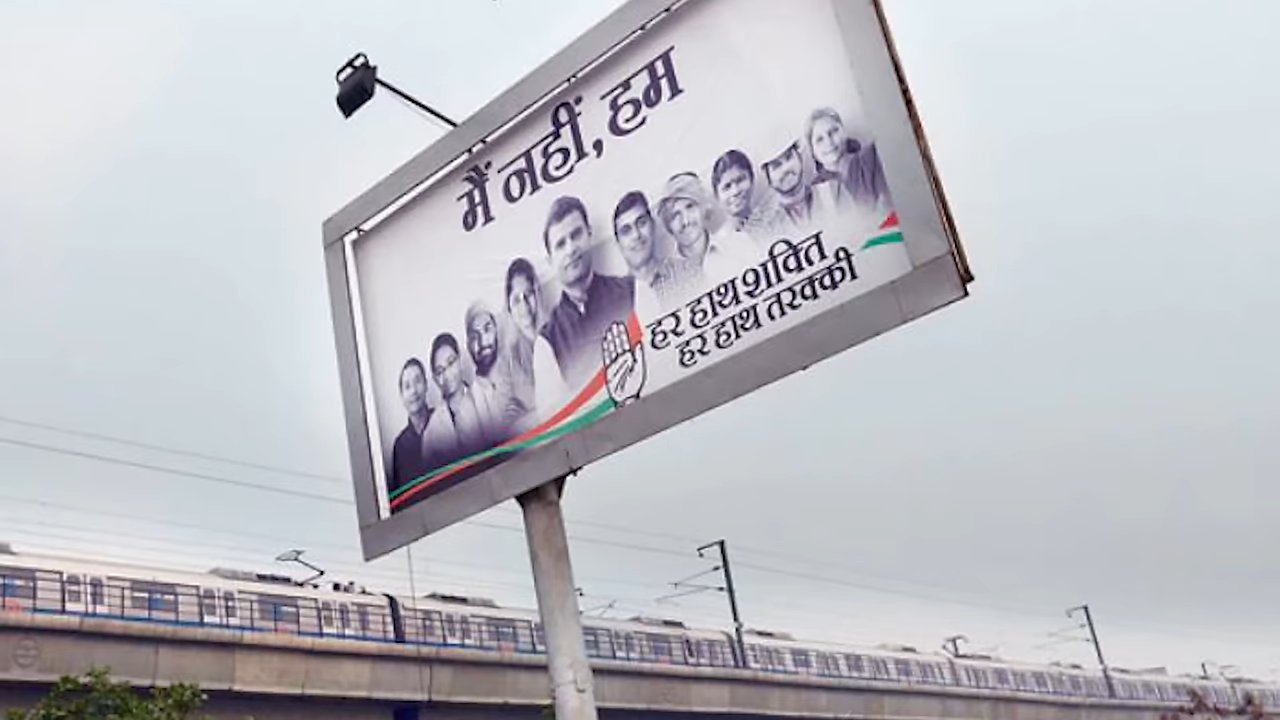 मैं नहीं, हम
हर हाथ शक्ति
हर हाथ तरक्की